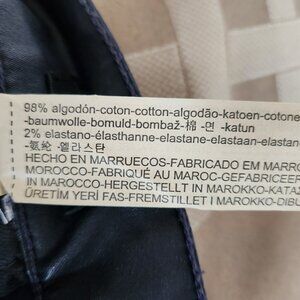 98% algodón-coton-cotton-algodão-katoen-cotone
-baumwolle-bomuld-bombaž-棉 -면 -katun
2% elastano-élasthanne-elastane-elastaan-elastano
-氨纶-엘라스탄
HECHO EN MARRUECOS-FABRICADO EM MARRO
MOROCCO-FABRIQUÉ AU MAROC-GEFABRICEER
IN MAROCCO-HERGESTELLT IN MAROKKO-KATA
ÜRETİM YERİ FAS-FREMSTILLET I MAROKKO-DIBU